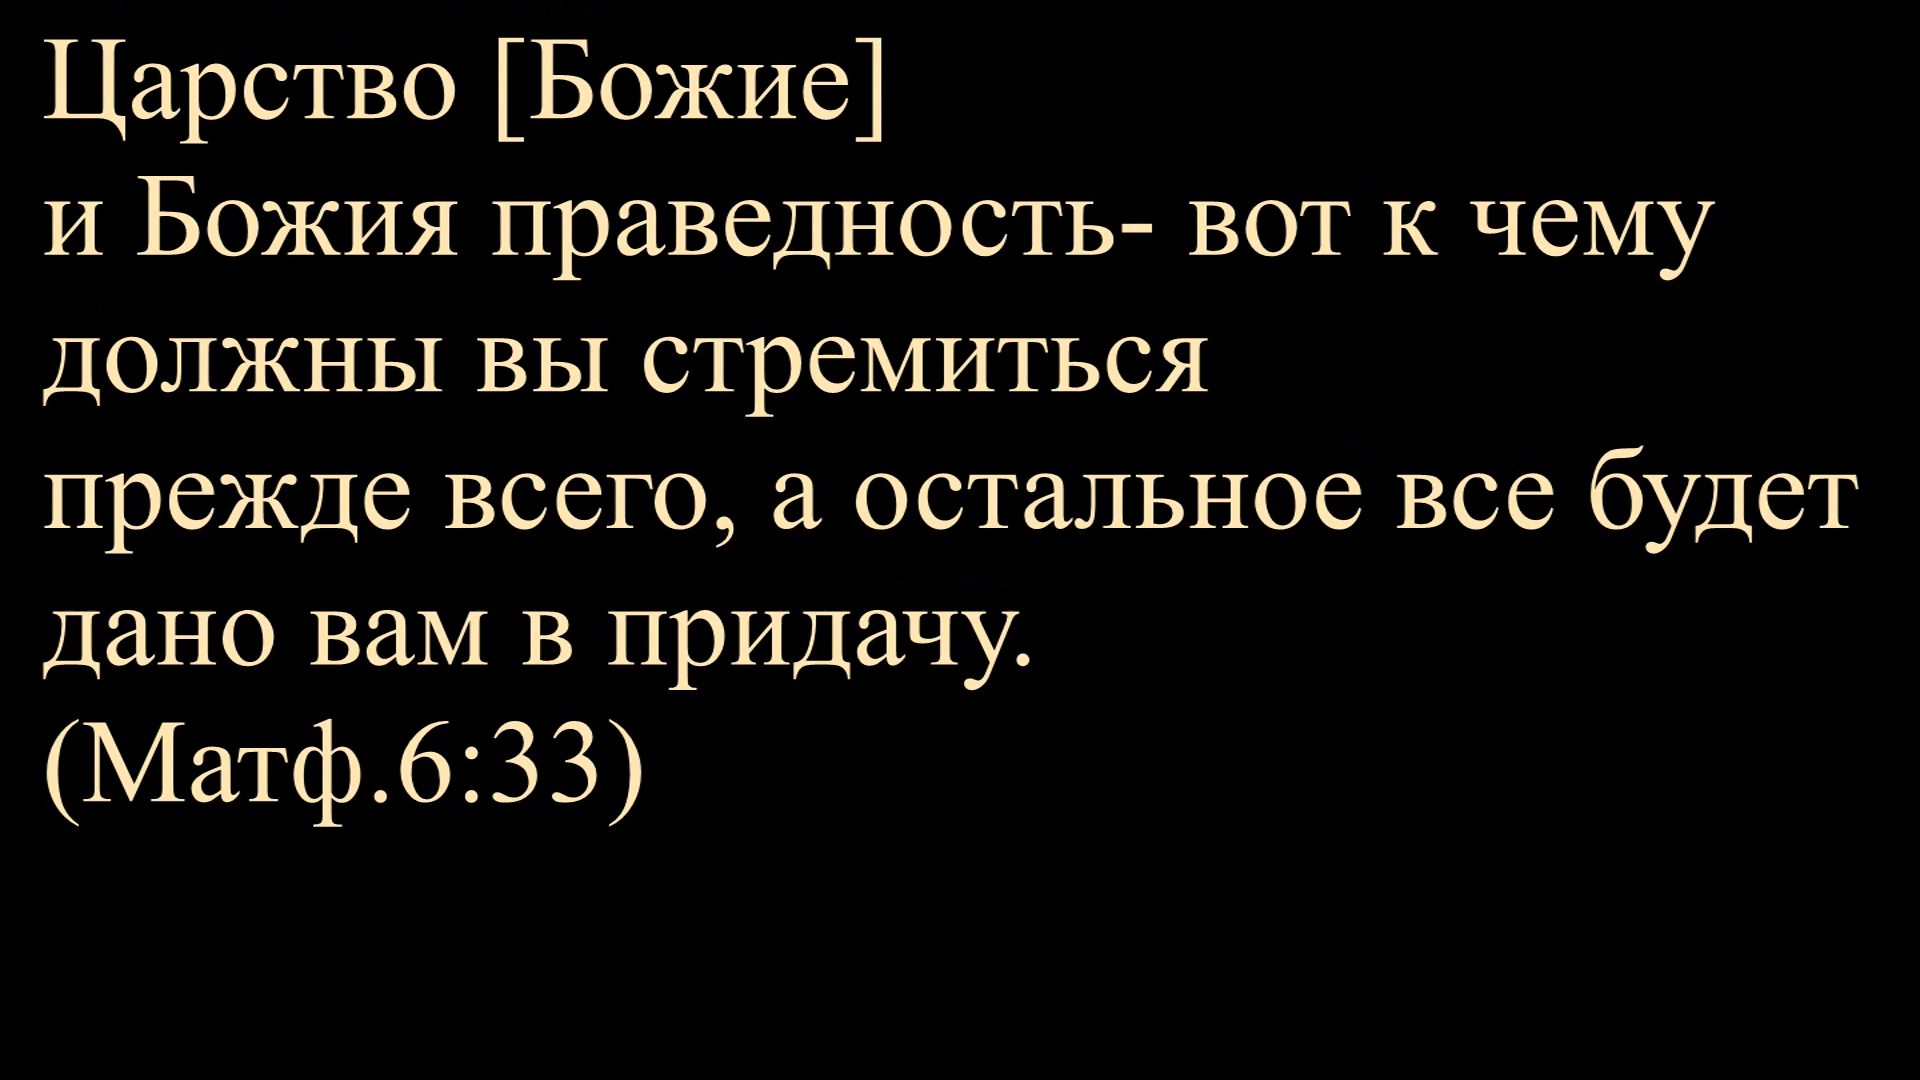 Царство [Божие]
и Божия праведность- вот к чему
должны вы стремиться
прежде всего, а остальное все будет
дано вам в придачу.
(Матф.6:33)